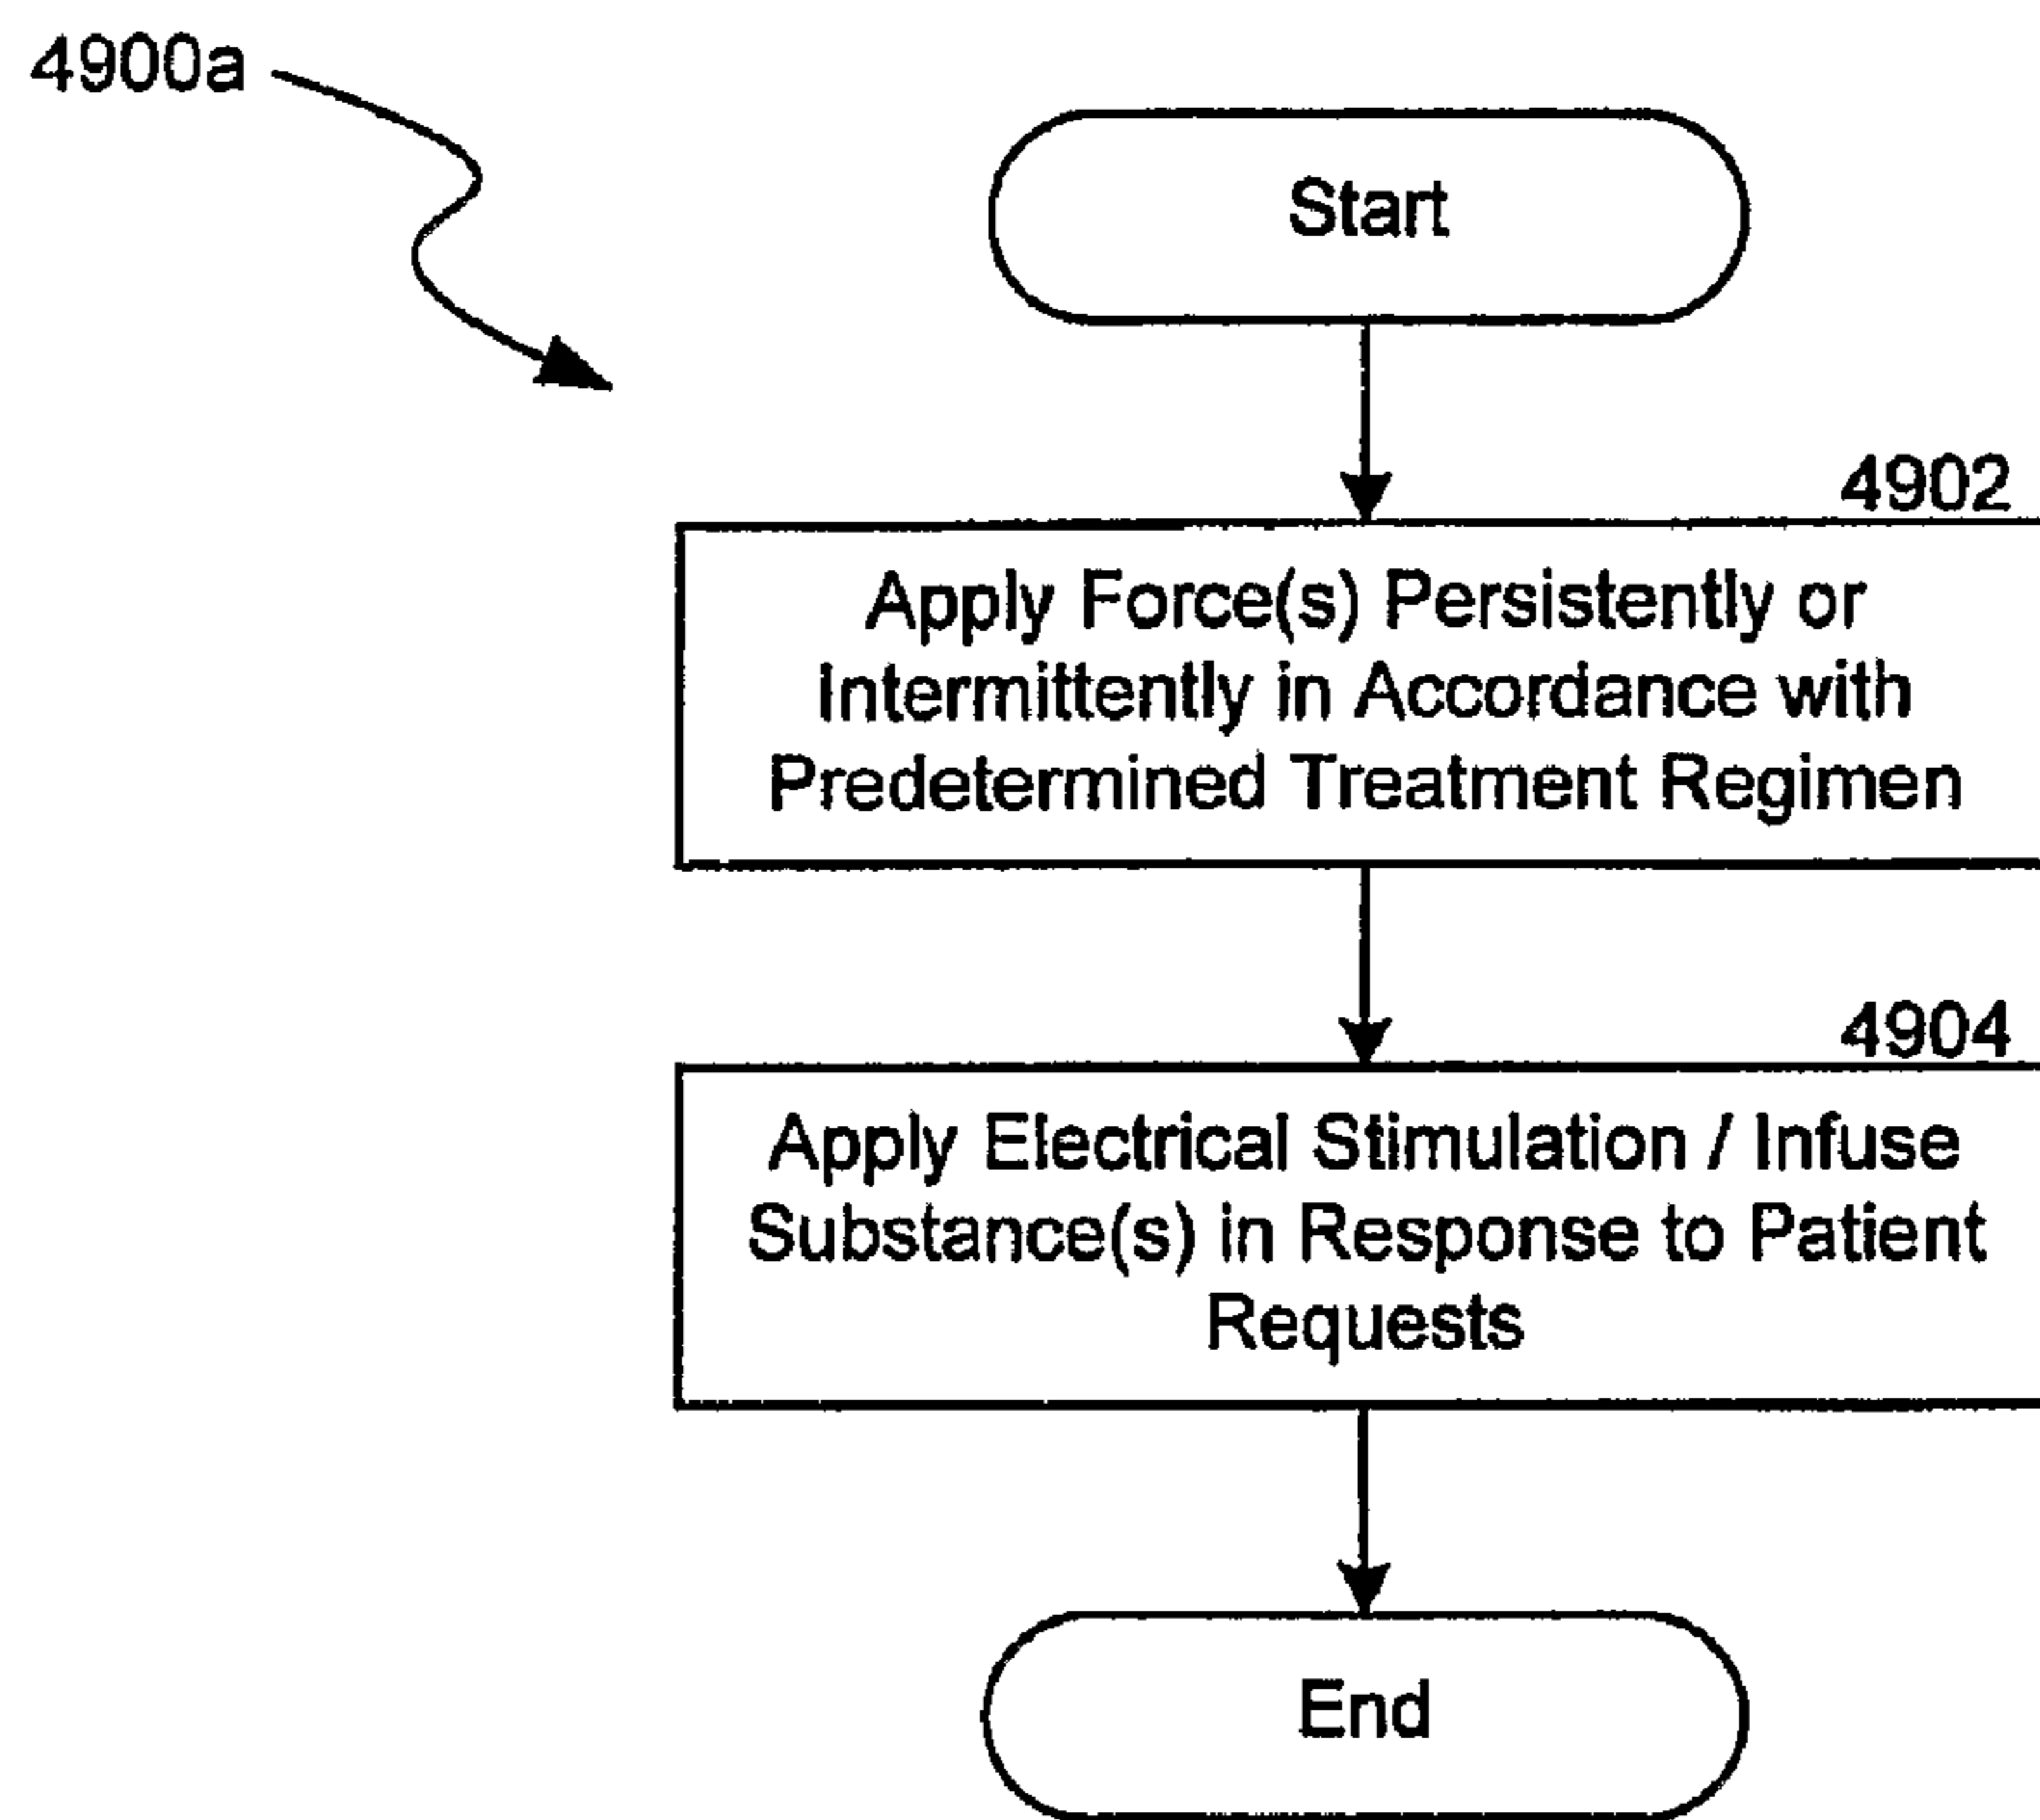 4900a
Start
4902
Apply Force(s) Persistently or
Intermittently in Accordance with
Predetermined Treatment Regimen
4904
Apply Electrical Stimulation / Infuse
Substance(s) in Response to Patient
Requests
End